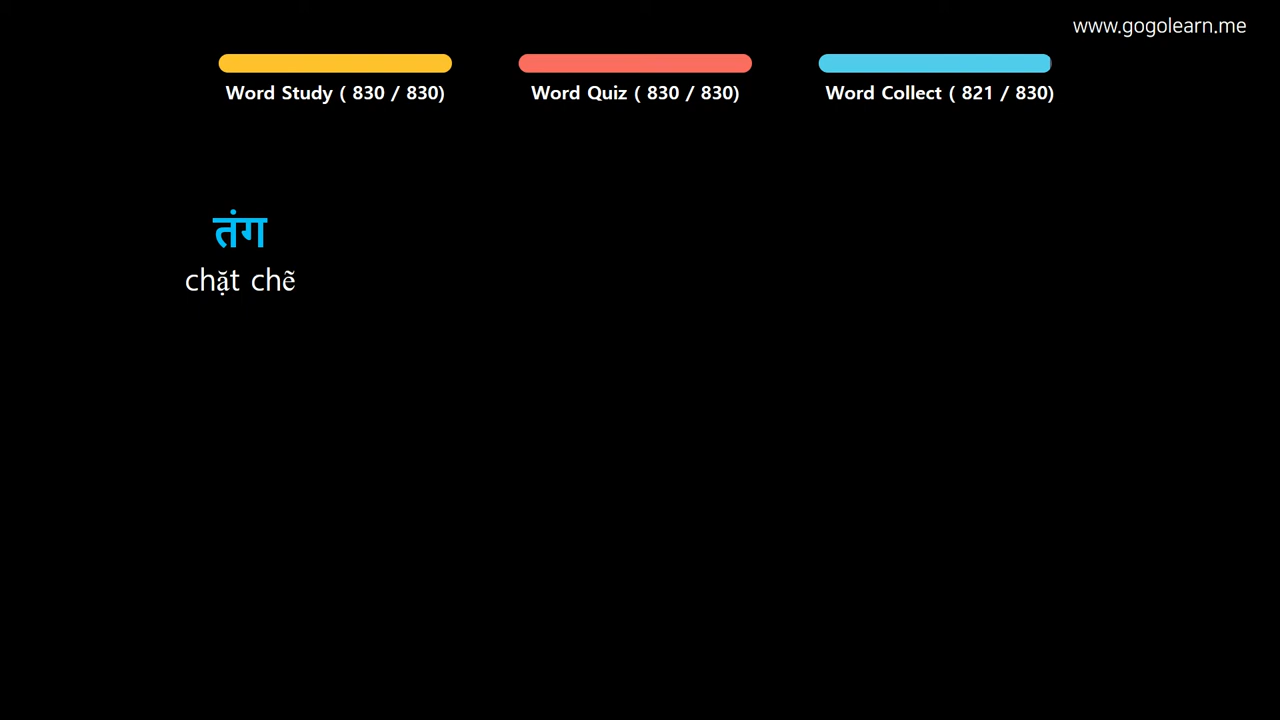 www.gogolearn.me
Word Study ( 830 / 830)
Word Quiz ( 830 / 830)
Word Collect ( 821 / 830)
तंग
chặt chẽ